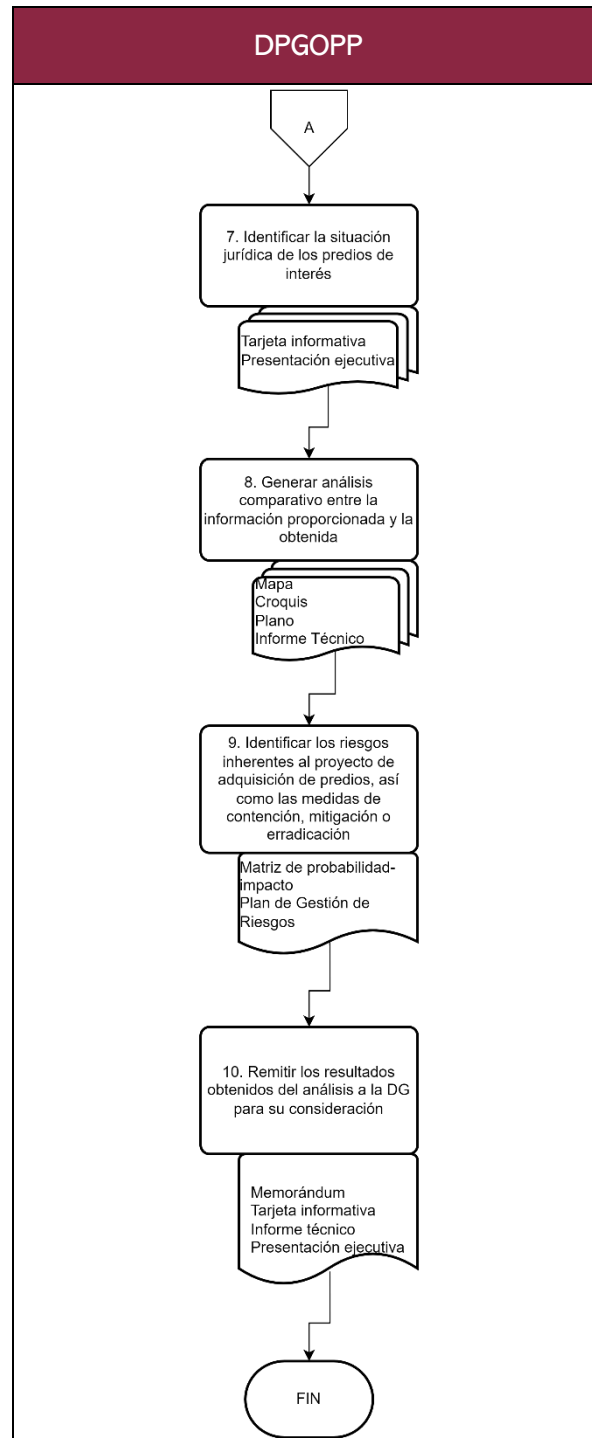 DPGOPP
A
7. Identificar la situación
jurídica de los predios de
interés
Tarjeta informativa
Presentación ejecutiva
8. Generar análisis
comparativo entre la
información proporcionada y la
obtenida
Mapa
Croquis
Plano
Informe Técnico
9. Identificar los riesgos
inherentes al proyecto de
adquisición de predios, así
como las medidas de
contención, mitigación o
erradicación
Matriz de probabilidad-
impacto
Plan de Gestión de
Riesgos
10. Remitir los resultados
obtenidos del análisis a la DG
para su consideración
Memorándum
Tarjeta informativa
Informe técnico
Presentación ejecutiva
FIN